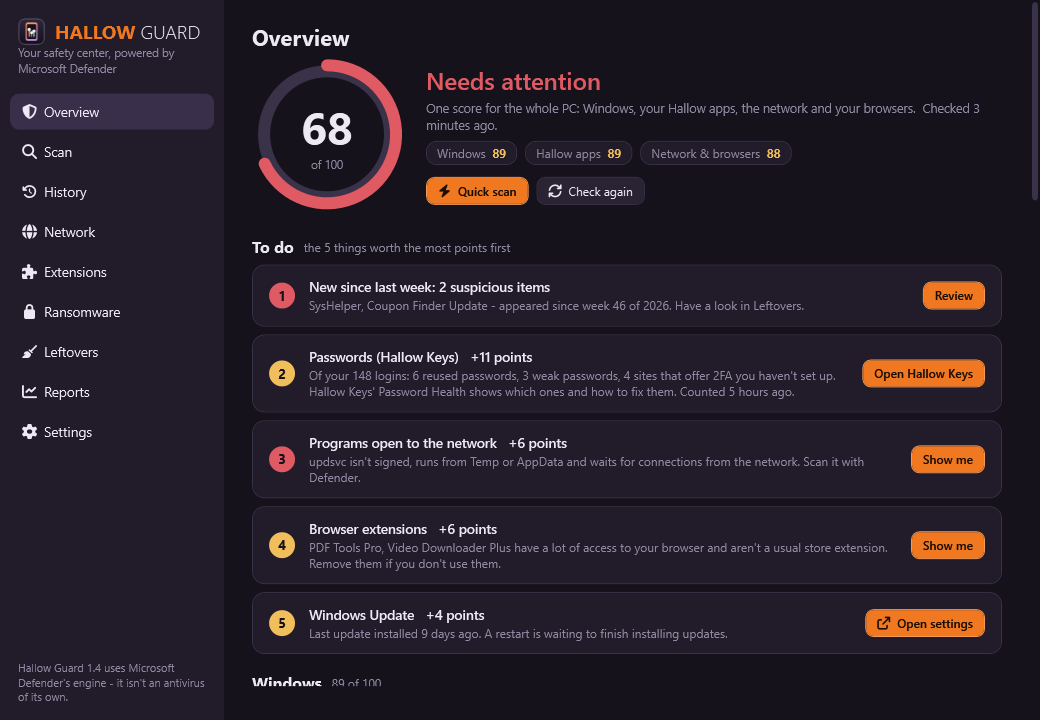 HALLOW GUARD
Your safety center, powered by
Microsoft Defender
Overview
Scan
History
Network
Extensions
Ransomware
Leftovers
Reports
Settings
Hallow Guard 1.4 uses Microsoft
Defender's engine - it isn't an antivirus
of its own.
Overview
68
of 100
Needs attention
One score for the whole PC: Windows, your Hallow apps, the network and your browsers. Checked 3
minutes ago.
Windows 89
Hallow apps 89
Network & browsers 88
Quick scan
Check again
To do the 5 things worth the most points first
1
New since last week: 2 suspicious items
SysHelper, Coupon Finder Update - appeared since week 46 of 2026. Have a look in Leftovers.
Review
2
Passwords (Hallow Keys) +11 points
Of your 148 logins: 6 reused passwords, 3 weak passwords, 4 sites that offer 2FA you haven't set up.
Hallow Keys' Password Health shows which ones and how to fix them. Counted 5 hours ago.
Open Hallow Keys
3
Programs open to the network +6 points
updsvc isn't signed, runs from Temp or AppData and waits for connections from the network. Scan it with
Defender.
Show me
4
Browser extensions +6 points
PDF Tools Pro, Video Downloader Plus have a lot of access to your browser and aren't a usual store extension.
Remove them if you don't use them.
Show me
5
Windows Update +4 points
Last update installed 9 days ago. A restart is waiting to finish installing updates.
Open settings
Windows 89 of 100